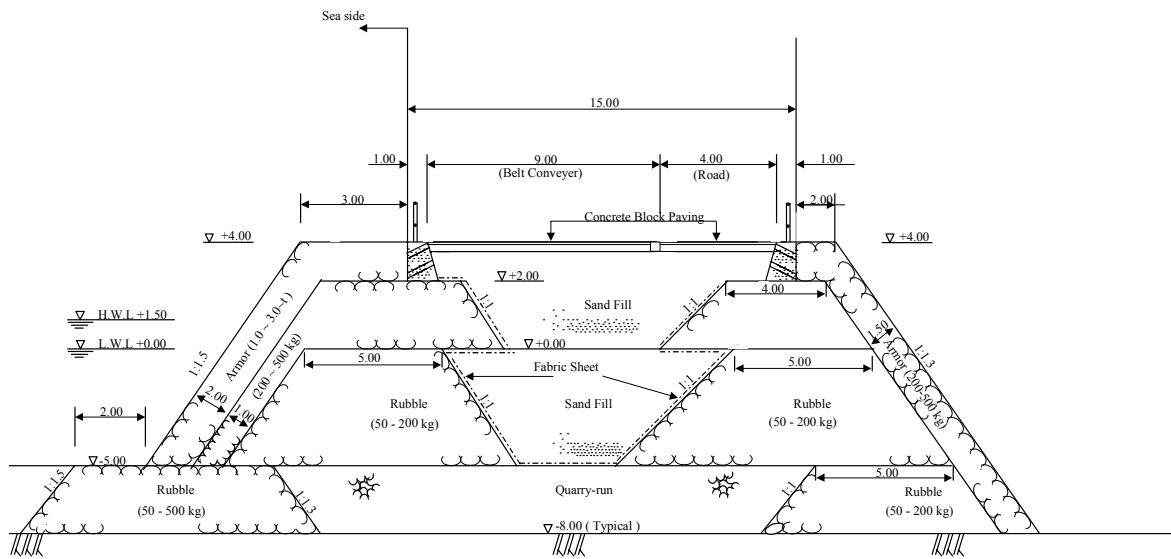 Sea side
15.00
1.00
9.00
(Belt Conveyer)
4.00
(Road)
1.00
3.00
2.00
Concrete Block Paving
+4.00
+4.00
+2.00
1:1
Sand Fill
1:1
4.00
H.W.L +1.50
L.W.L +0.00
+0.00
1:1.5
Armor (1.0 ~ 3.0~t )
(200 ~ 500 kg)
1.50
Armor (200-500kg)
1:1.3
5.00
Fabric Sheet
5.00
1:1
1:1
2.00
1.00
2.00
Rubble
(50 - 200 kg)
Sand Fill
Rubble
(50 - 200 kg)
-5.00
1:1.5
Rubble
(50 - 500 kg)
1:1.3
Quarry-run
1:1
5.00
Rubble
(50 - 200 kg)
-8.00 ( Typical )